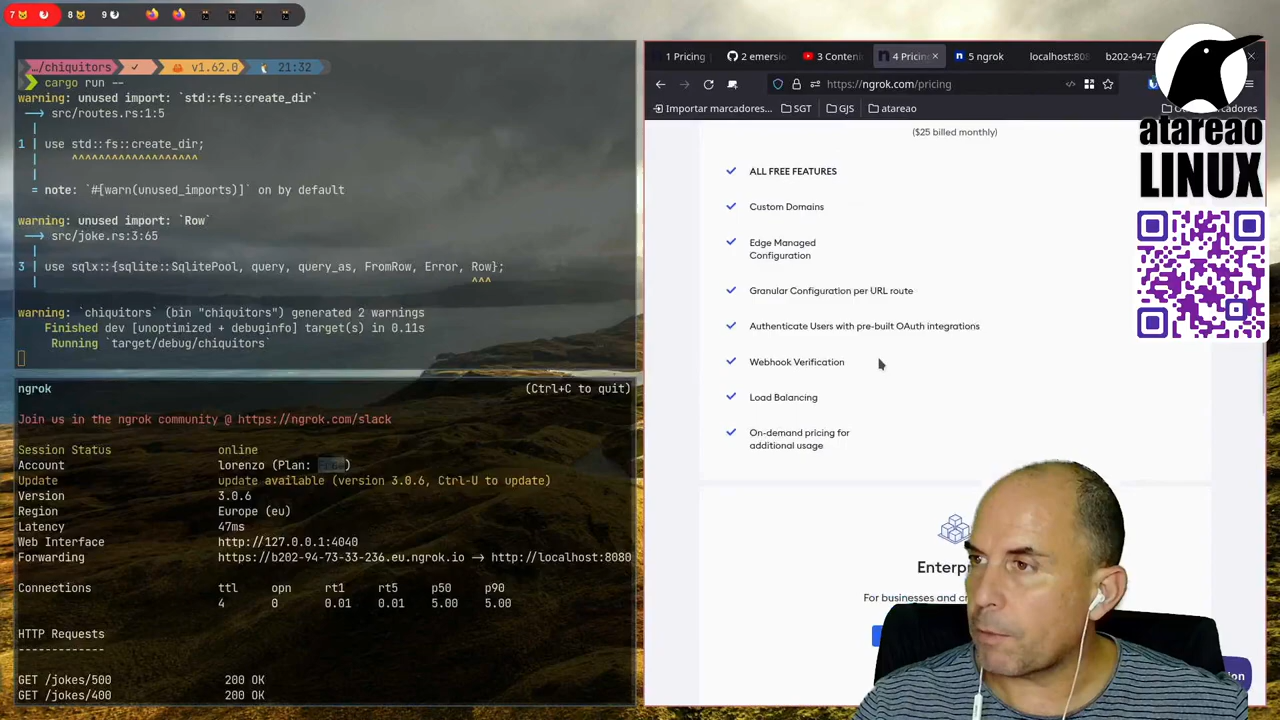 7
8
9
…/chiquitors
✓
v1.62.0
21:32
cargo run --
warning: unused import: `std::fs::create_dir`
--> src/routes.rs:1:5
|
1 | use std::fs::create_dir;
| ^^^^^^^^^^^^^^^^^^^
|
= note: `#[warn(unused_imports)]` on by default
warning: unused import: `Row`
--> src/joke.rs:3:65
|
3 | use sqlx::{sqlite::SqlitePool, query, query_as, FromRow, Error, Row};
| ^^^
warning: `chiquitors` (bin "chiquitors") generated 2 warnings
Finished dev [unoptimized + debuginfo] target(s) in 0.11s
Running `target/debug/chiquitors`
ngrok (Ctrl+C to quit)
Join us in the ngrok community @ https://ngrok.com/slack
Session Status online
Account lorenzo (Plan: )
Update update available (version 3.0.6, Ctrl-U to update)
Version 3.0.6
Region Europe (eu)
Latency 47ms
Web Interface http://127.0.0.1:4040
Forwarding https://b202-94-73-33-236.eu.ngrok.io -> http://localhost:8080
Connections ttl opn rt1 rt5 p50 p90
4 0 0.01 0.01 5.00 5.00
HTTP Requests
-------------
GET /jokes/500 200 OK
GET /jokes/400 200 OK
1 Pricing
2 emersio
3 Conteni
4 Pricin
5 ngrok
localhost:808
b202-94-73-
https://ngrok.com/pricing
Importar marcadores…
SGT
GJS
atareao
marcadores
($25 billed monthly)
ALL FREE FEATURES
Custom Domains
Edge Managed
Configuration
Granular Configuration per URL route
Authenticate Users with pre-built OAuth integrations
Webhook Verification
Load Balancing
On-demand pricing for
additional usage
Enterp
For businesses and c
ion
atareao
LINUX